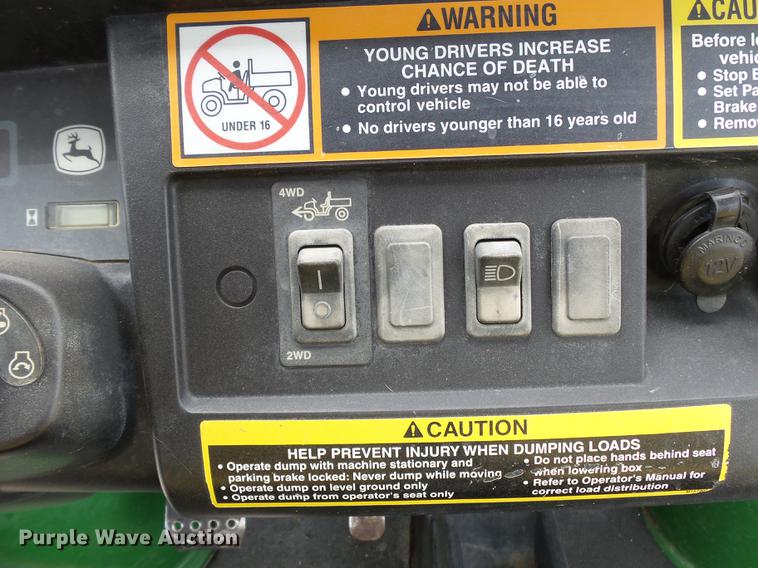 WARNING
YOUNG DRIVERS INCREASE
CHANCE OF DEATH
• Young drivers may not be able to
control vehicle
• No drivers younger than 16 years old
UNDER 16
CAU
Before l
vehic
• Stop E
• Set Pa
Brake
• Remo
4WD
2WD
MARINCO
12V
CAUTION
HELP PREVENT INJURY WHEN DUMPING LOADS
• Operate dump with machine stationary and
parking brake locked: Never dump while moving
• Operate dump on level ground only
• Operate dump from operator's seat only
• Do not place hands behind seat
when lowering box
• Refer to Operator's Manual for
correct load distribution
Purple Wave Auction